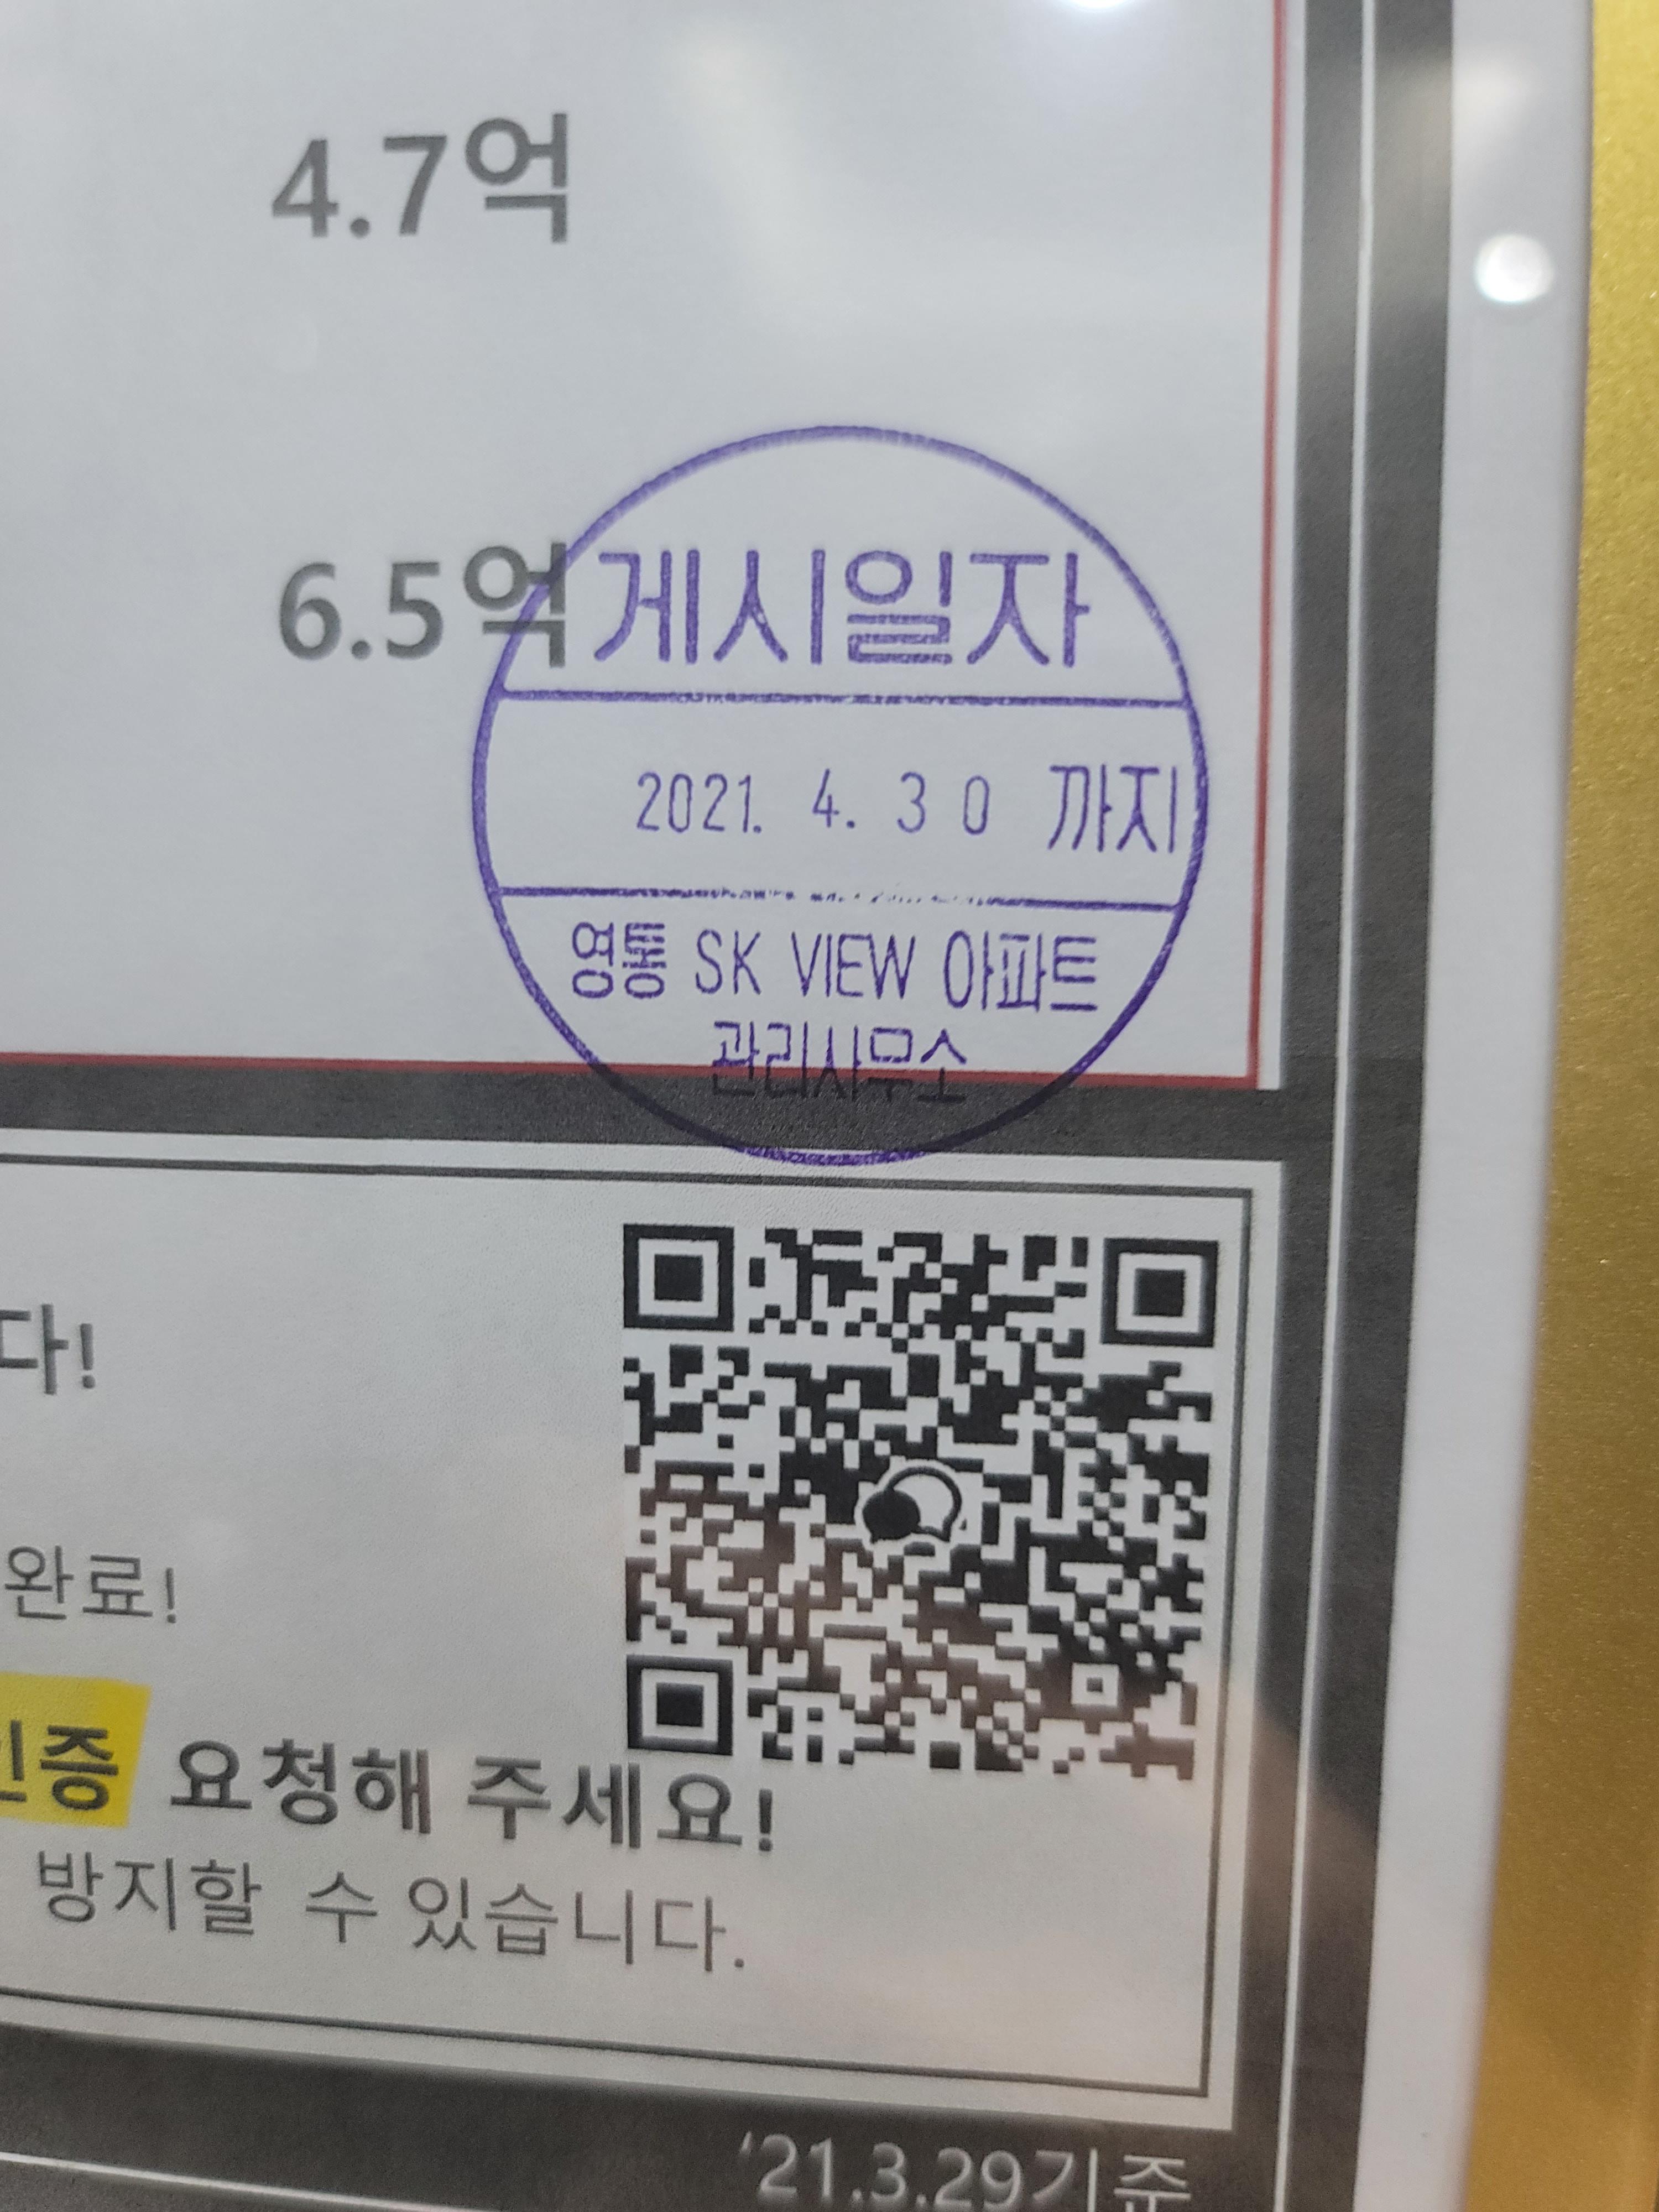 4.7억
6.5억
게시일자
2021. 4. 30 까지
영통 SK VIEW 아파트
관리사무소
다!
완료!
인증 요청해 주세요!
방지할 수 있습니다.
'21.3.29기준